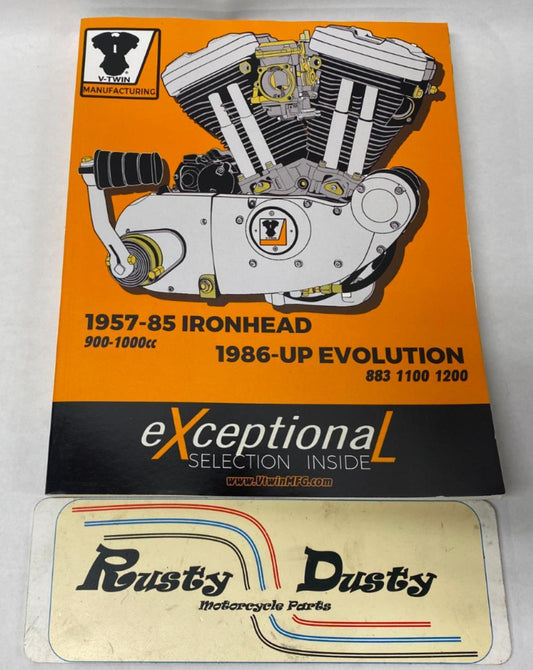 V-TWIN
MANUFACTURING
1957-85 IRONHEAD
900-1000cc
1986-UP EVOLUTION
883 1100 1200
eXceptionaL
SELECTION INSIDE
www.VtwinMFG.com
Rusty Dusty
Motorcycle Parts